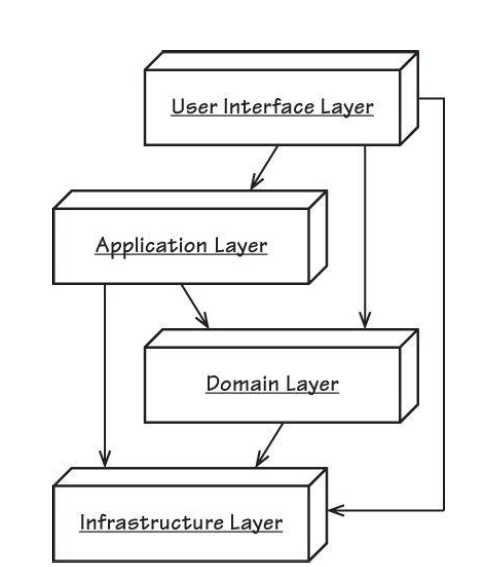 User Interface Layer
Application Layer
Domain Layer
Infrastructure Layer